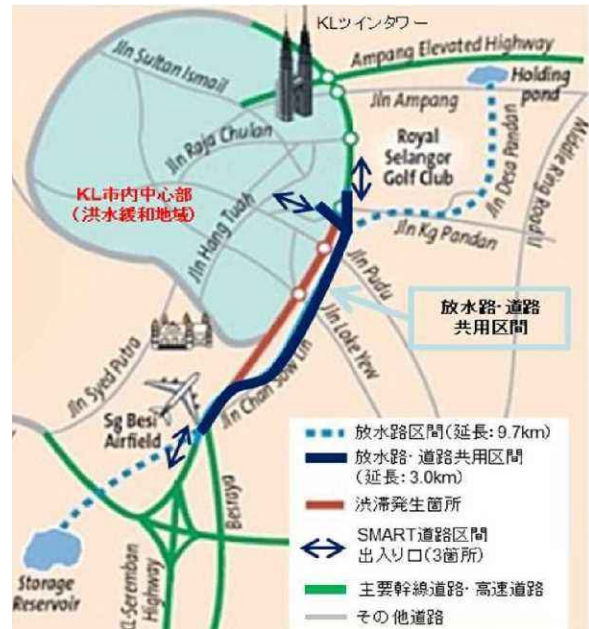 KLツインタワー
Ampang Elevated Highway
Jln Sultan Ismail
Holding
pond
Jln Ampang
Jln Raja Chulan
Royal
Selangor
Golf Club
Jln Desa Pandan
Middle Ring Road II
KL市内中心部
(洪水緩和地域)
Jln Hang Tuah
Jln Kg Pandan
Jln Pudu
放水路・道路
共用区間
Jln Loke Yew
Jln Syed Putra
Jln Chan Sow Lin
Sg Besi
Airfield
Besraya
Storage
Reservoir
KL-Seremban
Highway
放水路区間(延長:9.7km)
放水路・道路共用区間
(延長:3.0km)
渋滞発生箇所
SMART道路区間
出入り口(3箇所)
主要幹線道路・高速道路
その他道路